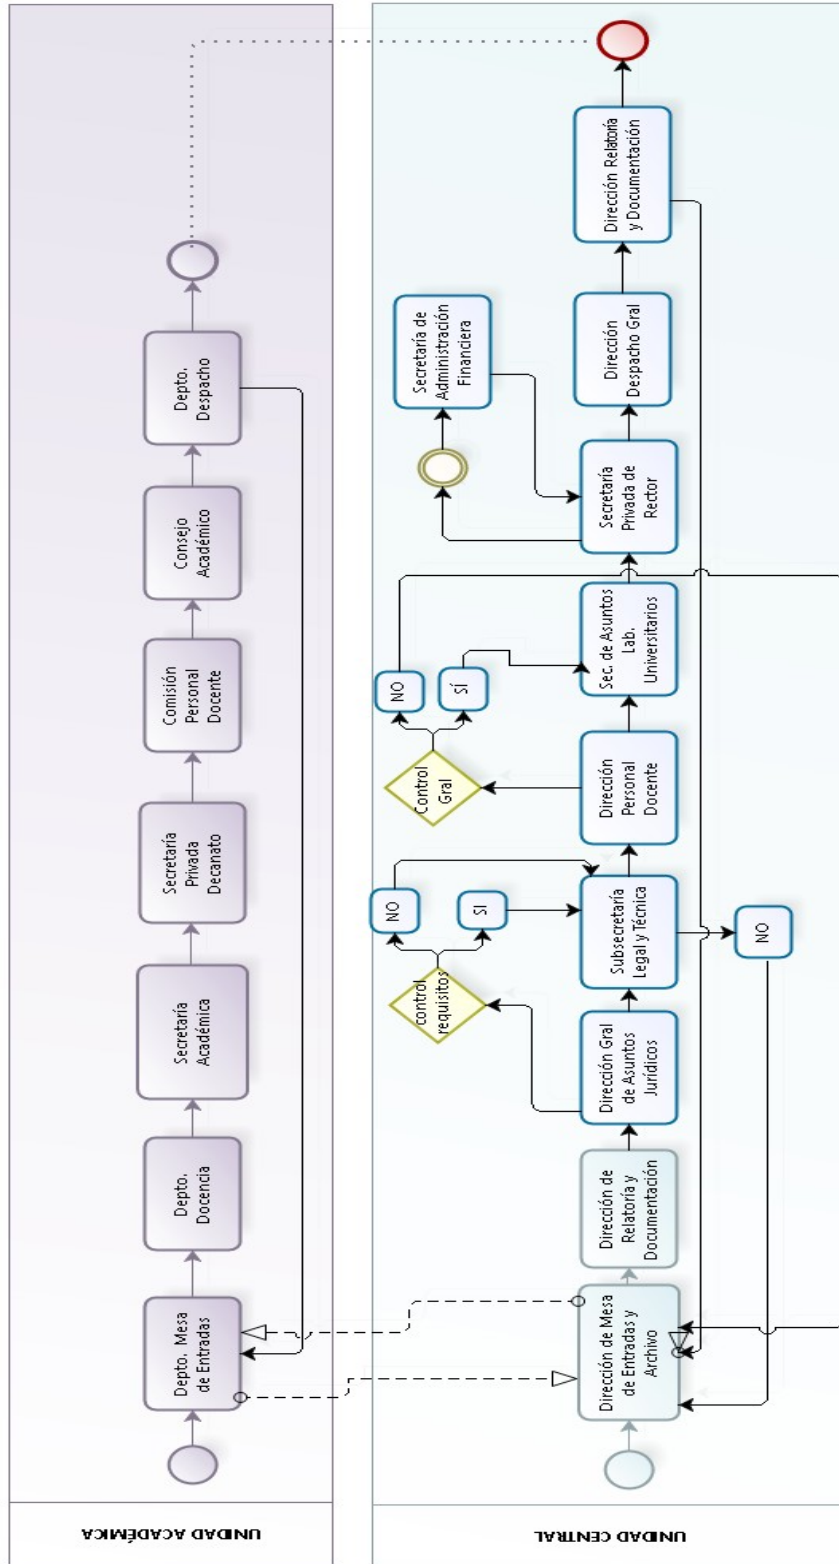 UNIDAD ACADÉMICA
Depto. Mesa
de Entradas
Depto.
Docencia
Secretaría
Académica
Secretaría
Privada
Decanato
Comisión
Personal
Docente
Consejo
Académico
Depto.
Despacho
UNIDAD CENTRAL
Dirección de Mesa
de Entradas y
Archivo
Dirección de
Relatoría y
Documentación
Dirección Gral
de Asuntos
Jurídicos
control
requisitos
NO
SI
Subsecretaría
Legal y Técnica
NO
Dirección
Personal
Docente
Control
Gral
NO
SÍ
Sec. de Asuntos
Lab.
Universitarios
Secretaría
Privada de
Rector
Secretaría de
Administración
Financiera
Dirección
Despacho Gral
Dirección Relatoría
y Documentación